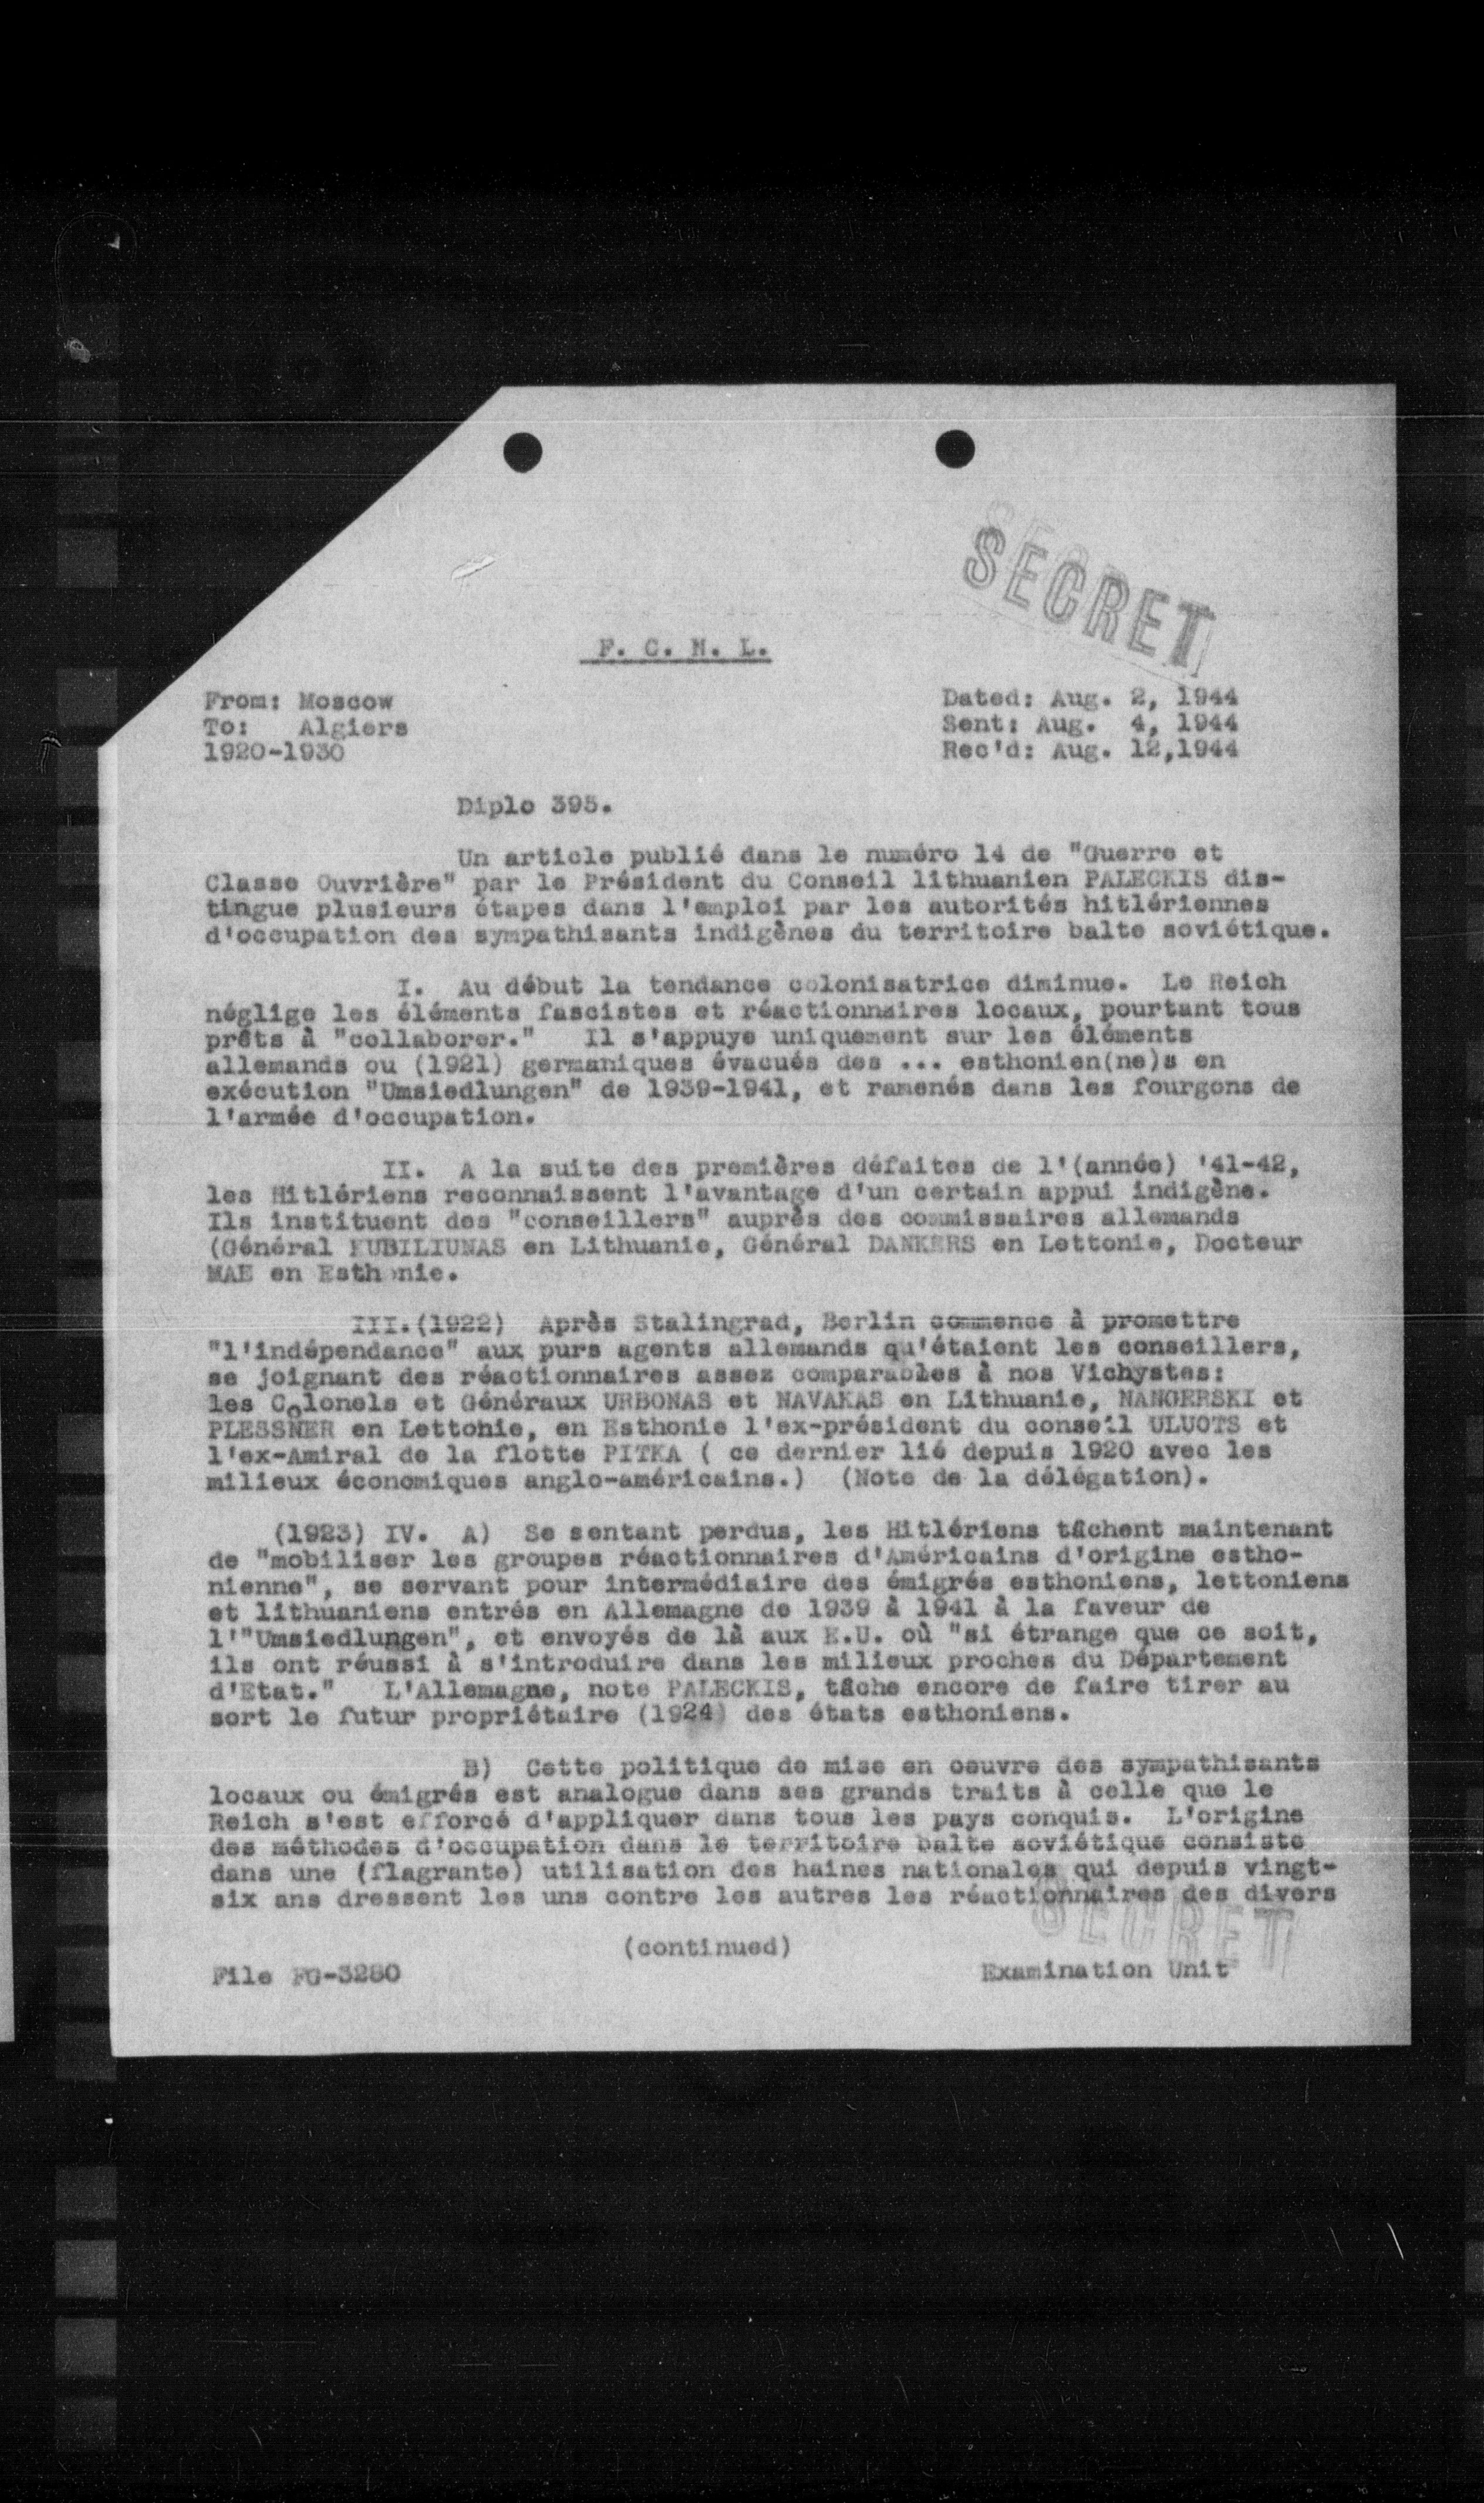 SECRET
F. C. N. L.
From: Moscow
To: Algiers
1920-1930
Dated: Aug. 2, 1944
Sent: Aug. 4, 1944
Rec'd: Aug. 12,1944
Diplo 395.
Un article publié dans le numéro 14 de "Guerre et
Classe Ouvrière" par le Président du Conseil lithuanien PALECKIS dis-
tingue plusieurs étapes dans l'emploi par les autorités hitlériennes
d'occupation des sympathisants indigènes du territoire balte soviétique.
I. Au début la tendance colonisatrice diminue. Le Reich
néglige les éléments fascistes et réactionnaires locaux, pourtant tous
prêts à "collaborer." Il s'appuye uniquement sur les éléments
allemands ou (1921) germaniques évacués des ... esthonien(ne)s en
exécution "Umsiedlungen" de 1939-1941, et ramenés dans les fourgons de
l'armée d'occupation.
II. A la suite des premières défaites de l'(année) '41-42,
les Hitlériens reconnaissent l'avantage d'un certain appui indigène.
Ils instituent des "conseillers" auprès des commissaires allemands
(Général KUBILIUNAS en Lithuanie, Général DANKERS en Lettonie, Docteur
MAE en Esthonie.
III.(1922) Après Stalingrad, Berlin commence à promettre
"l'indépendance" aux purs agents allemands qu'étaient les conseillers,
se joignant des réactionnaires assez comparables à nos Vichystes:
les Colonels et Généraux URBONAS et NAVAKAS en Lithuanie, NANGERSKI et
PLESSNER en Lettonie, en Esthonie l'ex-président du conseil ULUOTS et
l'ex-Amiral de la flotte PITKA ( ce dernier lié depuis 1920 avec les
milieux économiques anglo-américains.) (Note de la délégation).
(1923) IV. A) Se sentant perdus, les Hitlériens tâchent maintenant
de "mobiliser les groupes réactionnaires d'Américains d'origine estho-
nienne", se servant pour intermédiaire des émigrés esthoniens, lettoniens
et lithuaniens entrés en Allemagne de 1939 à 1941 à la faveur de
l'"Umsiedlungen", et envoyés de là aux E.U. où "si étrange que ce soit,
ils ont réussi à s'introduire dans les milieux proches du Département
d'Etat." L'Allemagne, note PALECKIS, tâche encore de faire tirer au
sort le futur propriétaire (1924) des états esthoniens.
B) Cette politique de mise en oeuvre des sympathisants
locaux ou émigrés est analogue dans ses grands traits à celle que le
Reich s'est efforcé d'appliquer dans tous les pays conquis. L'origine
des méthodes d'occupation dans le territoire balte soviétique consiste
dans une (flagrante) utilisation des haines nationales qui depuis vingt-
six ans dressent les uns contre les autres les réactionnaires des divers
SECRET
(continued)
File FG-3280
Examination Unit